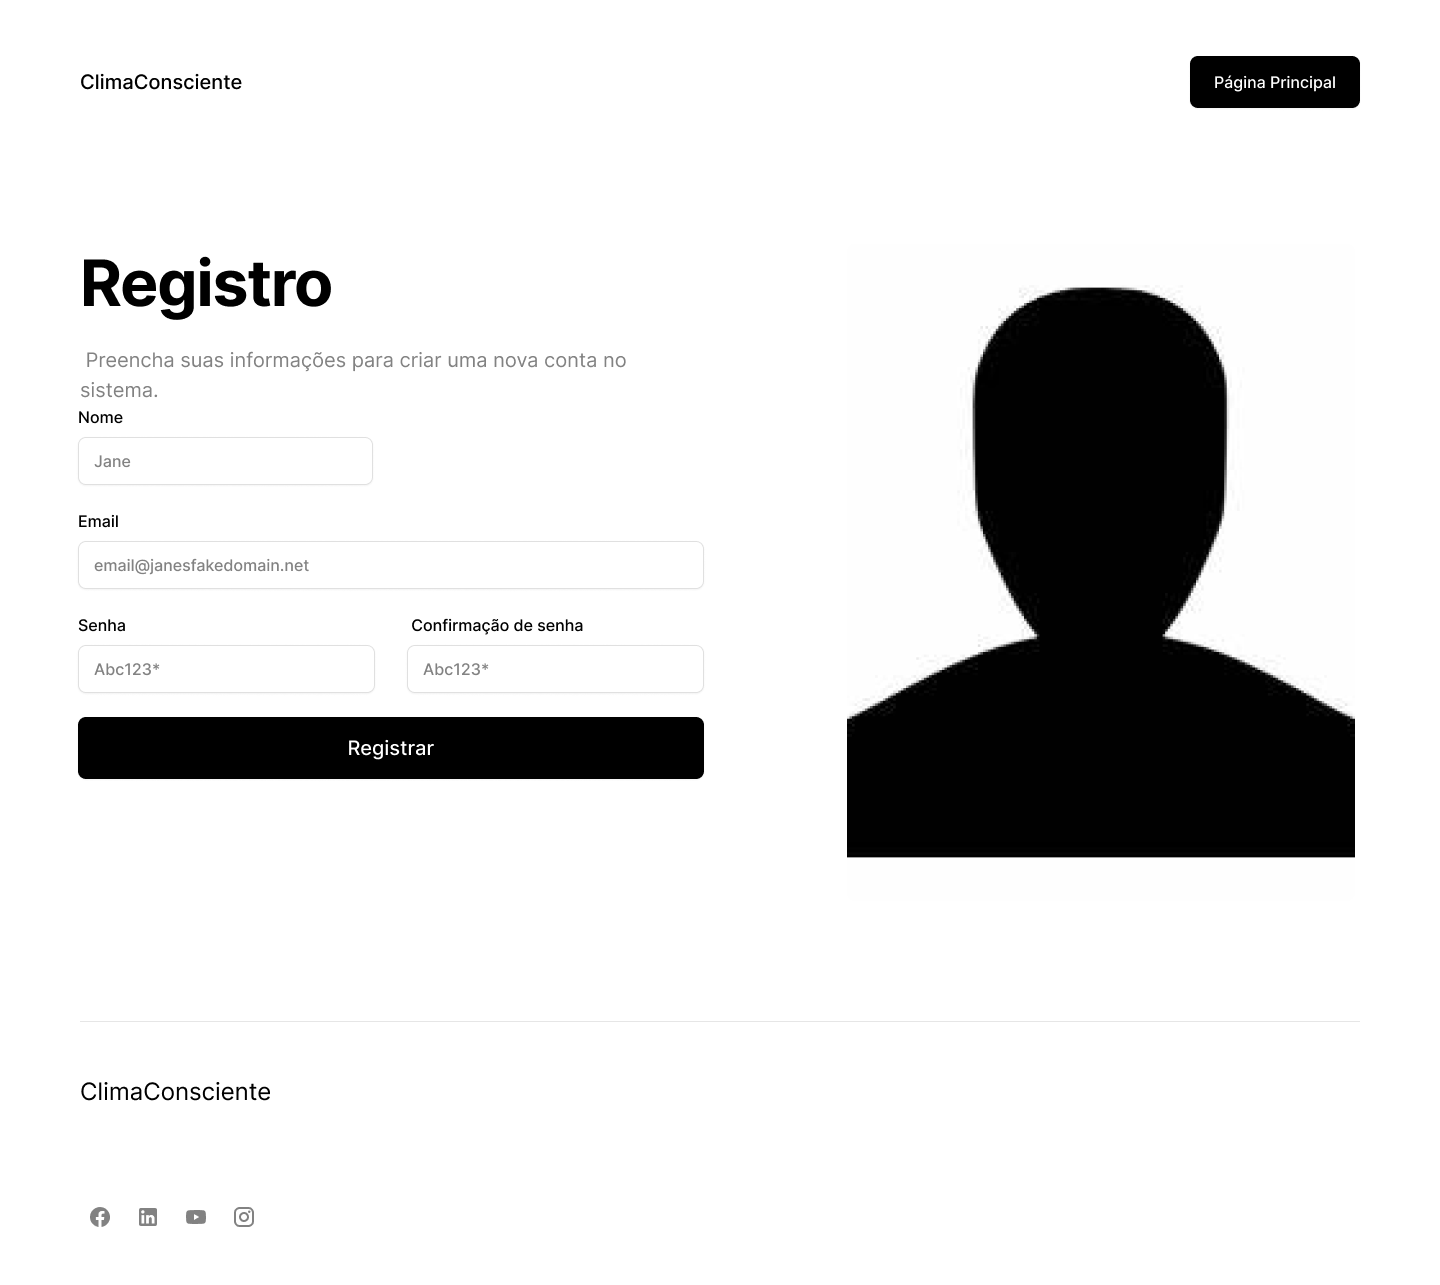 ClimaConsciente
Página Principal
Registro
Preencha suas informações para criar uma nova conta no
sistema.
Nome
Jane
Email
email@janesfakedomain.net
Senha
Confirmação de senha
Abc123*
Abc123*
Registrar
ClimaConsciente